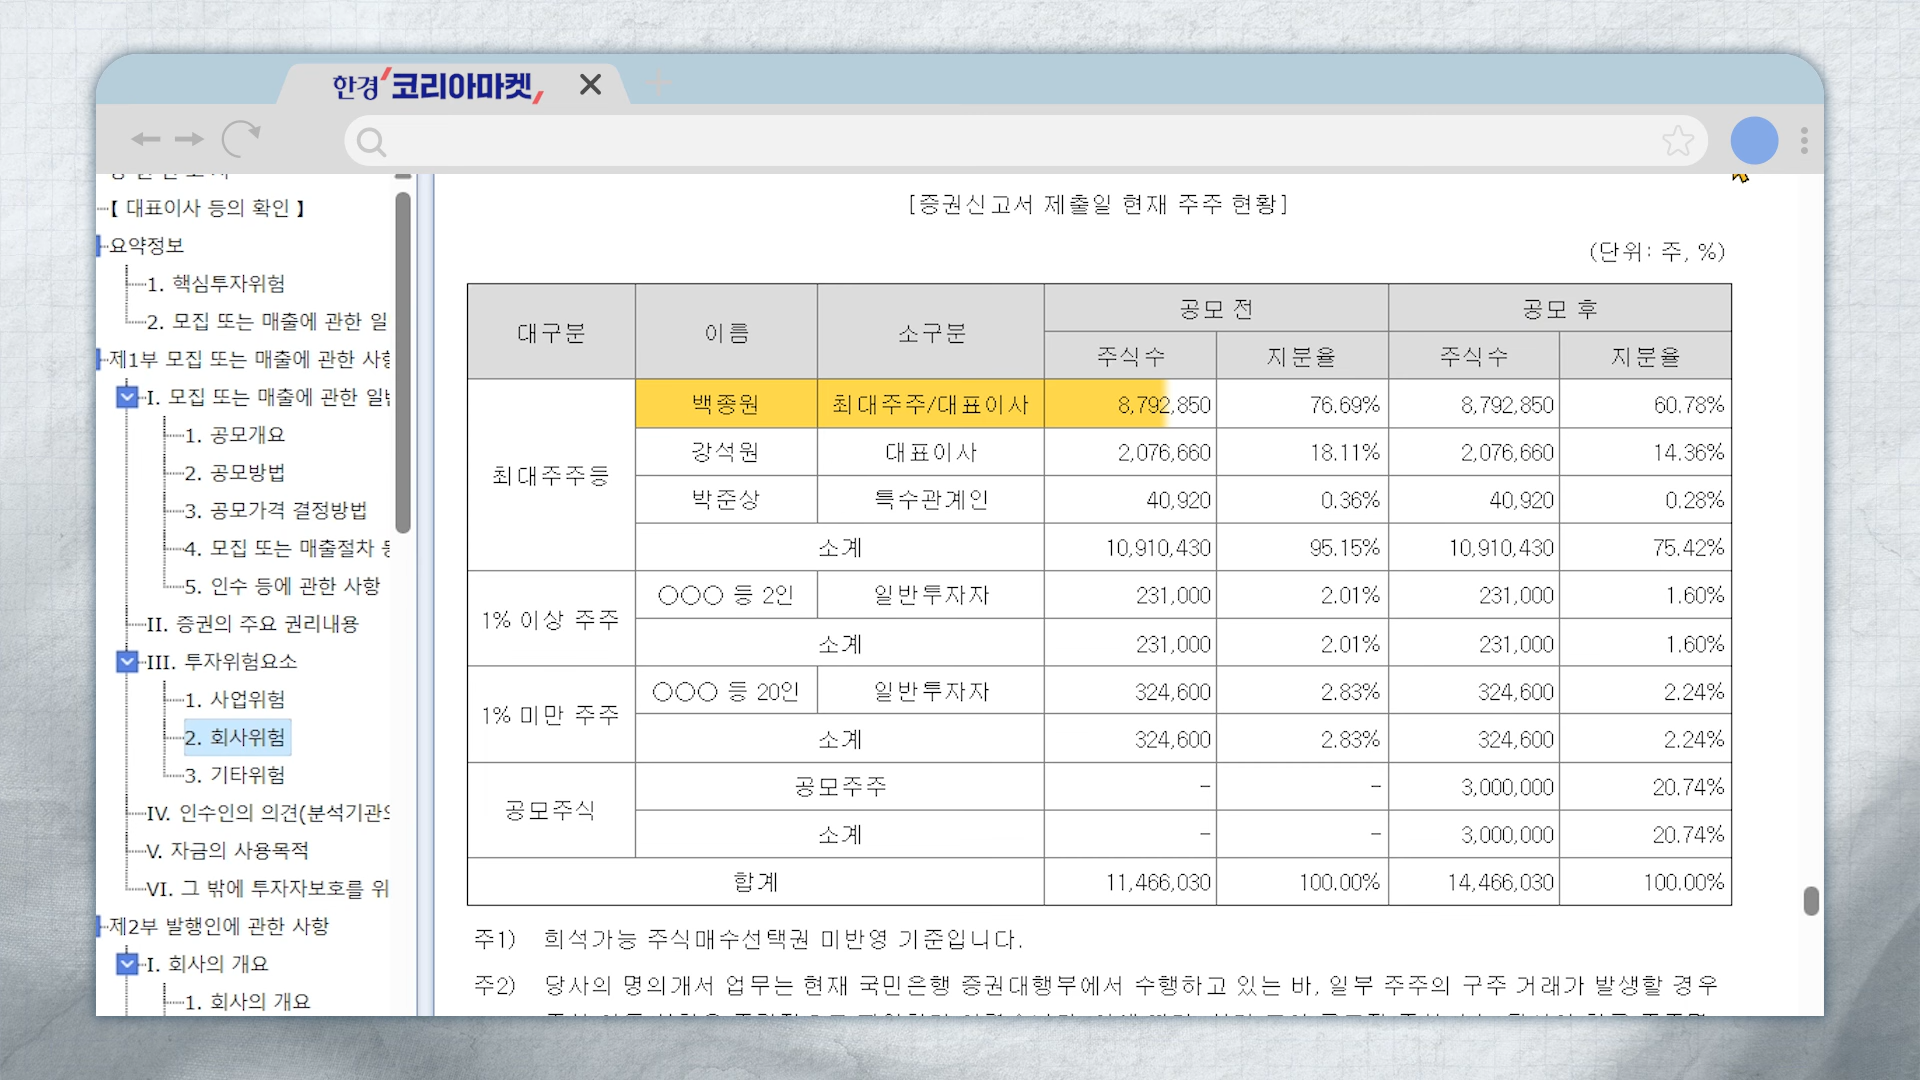 한경 코리아마켓
【 대표이사 등의 확인 】
요약정보
1. 핵심투자위험
2. 모집 또는 매출에 관한 일
제1부 모집 또는 매출에 관한 사항
I. 모집 또는 매출에 관한 일반
1. 공모개요
2. 공모방법
3. 공모가격 결정방법
4. 모집 또는 매출절차 등
5. 인수 등에 관한 사항
II. 증권의 주요 권리내용
III. 투자위험요소
1. 사업위험
2. 회사위험
3. 기타위험
IV. 인수인의 의견(분석기관의
V. 자금의 사용목적
VI. 그 밖에 투자자보호를 위
제2부 발행인에 관한 사항
I. 회사의 개요
1. 회사의 개요
[증권신고서 제출일 현재 주주 현황]
(단위: 주, %)
대구분 이름 소구분 공모 전 공모 후
주식수 지분율 주식수 지분율
최대주주등 백종원 최대주주/대표이사 8,792,850 76.69% 8,792,850 60.78%
강석원 대표이사 2,076,660 18.11% 2,076,660 14.36%
박준상 특수관계인 40,920 0.36% 40,920 0.28%
소계 10,910,430 95.15% 10,910,430 75.42%
1% 이상 주주 ○○○ 등 2인 일반투자자 231,000 2.01% 231,000 1.60%
소계 231,000 2.01% 231,000 1.60%
1% 미만 주주 ○○○ 등 20인 일반투자자 324,600 2.83% 324,600 2.24%
소계 324,600 2.83% 324,600 2.24%
공모주식 공모주주 - - 3,000,000 20.74%
소계 - - 3,000,000 20.74%
합계 11,466,030 100.00% 14,466,030 100.00%
주1) 희석가능 주식매수선택권 미반영 기준입니다.
주2) 당사의 명의개서 업무는 현재 국민은행 증권대행부에서 수행하고 있는 바, 일부 주주의 구주 거래가 발생할 경우